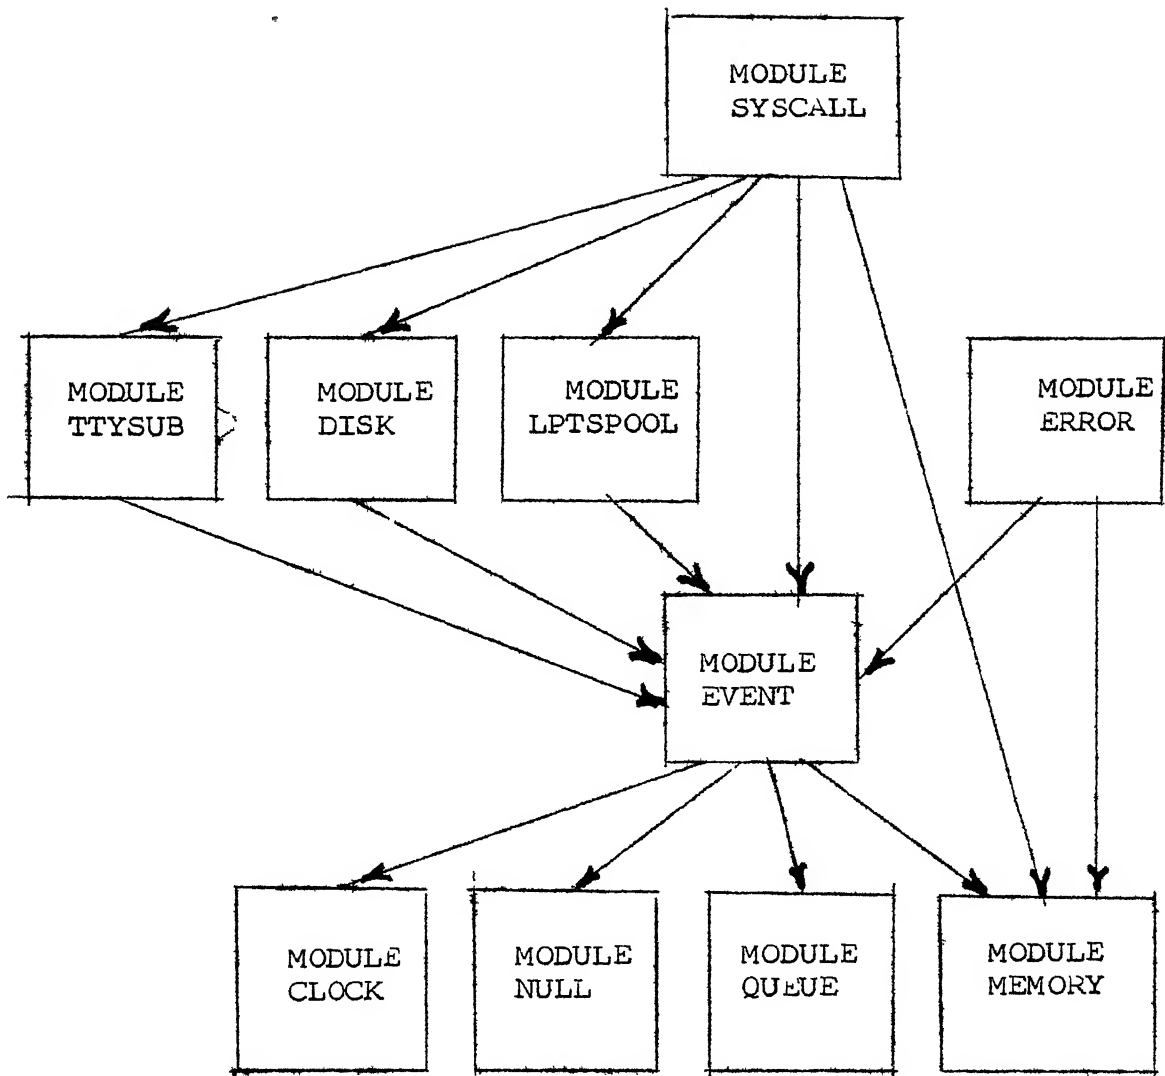 MODULE
SYSCALL
MODULE
TTYSUB
MODULE
DISK
MODULE
LPTSPOOL
MODULE
ERROR
MODULE
EVENT
MODULE
CLOCK
MODULE
NULL
MODULE
QUEUE
MODULE
MEMORY